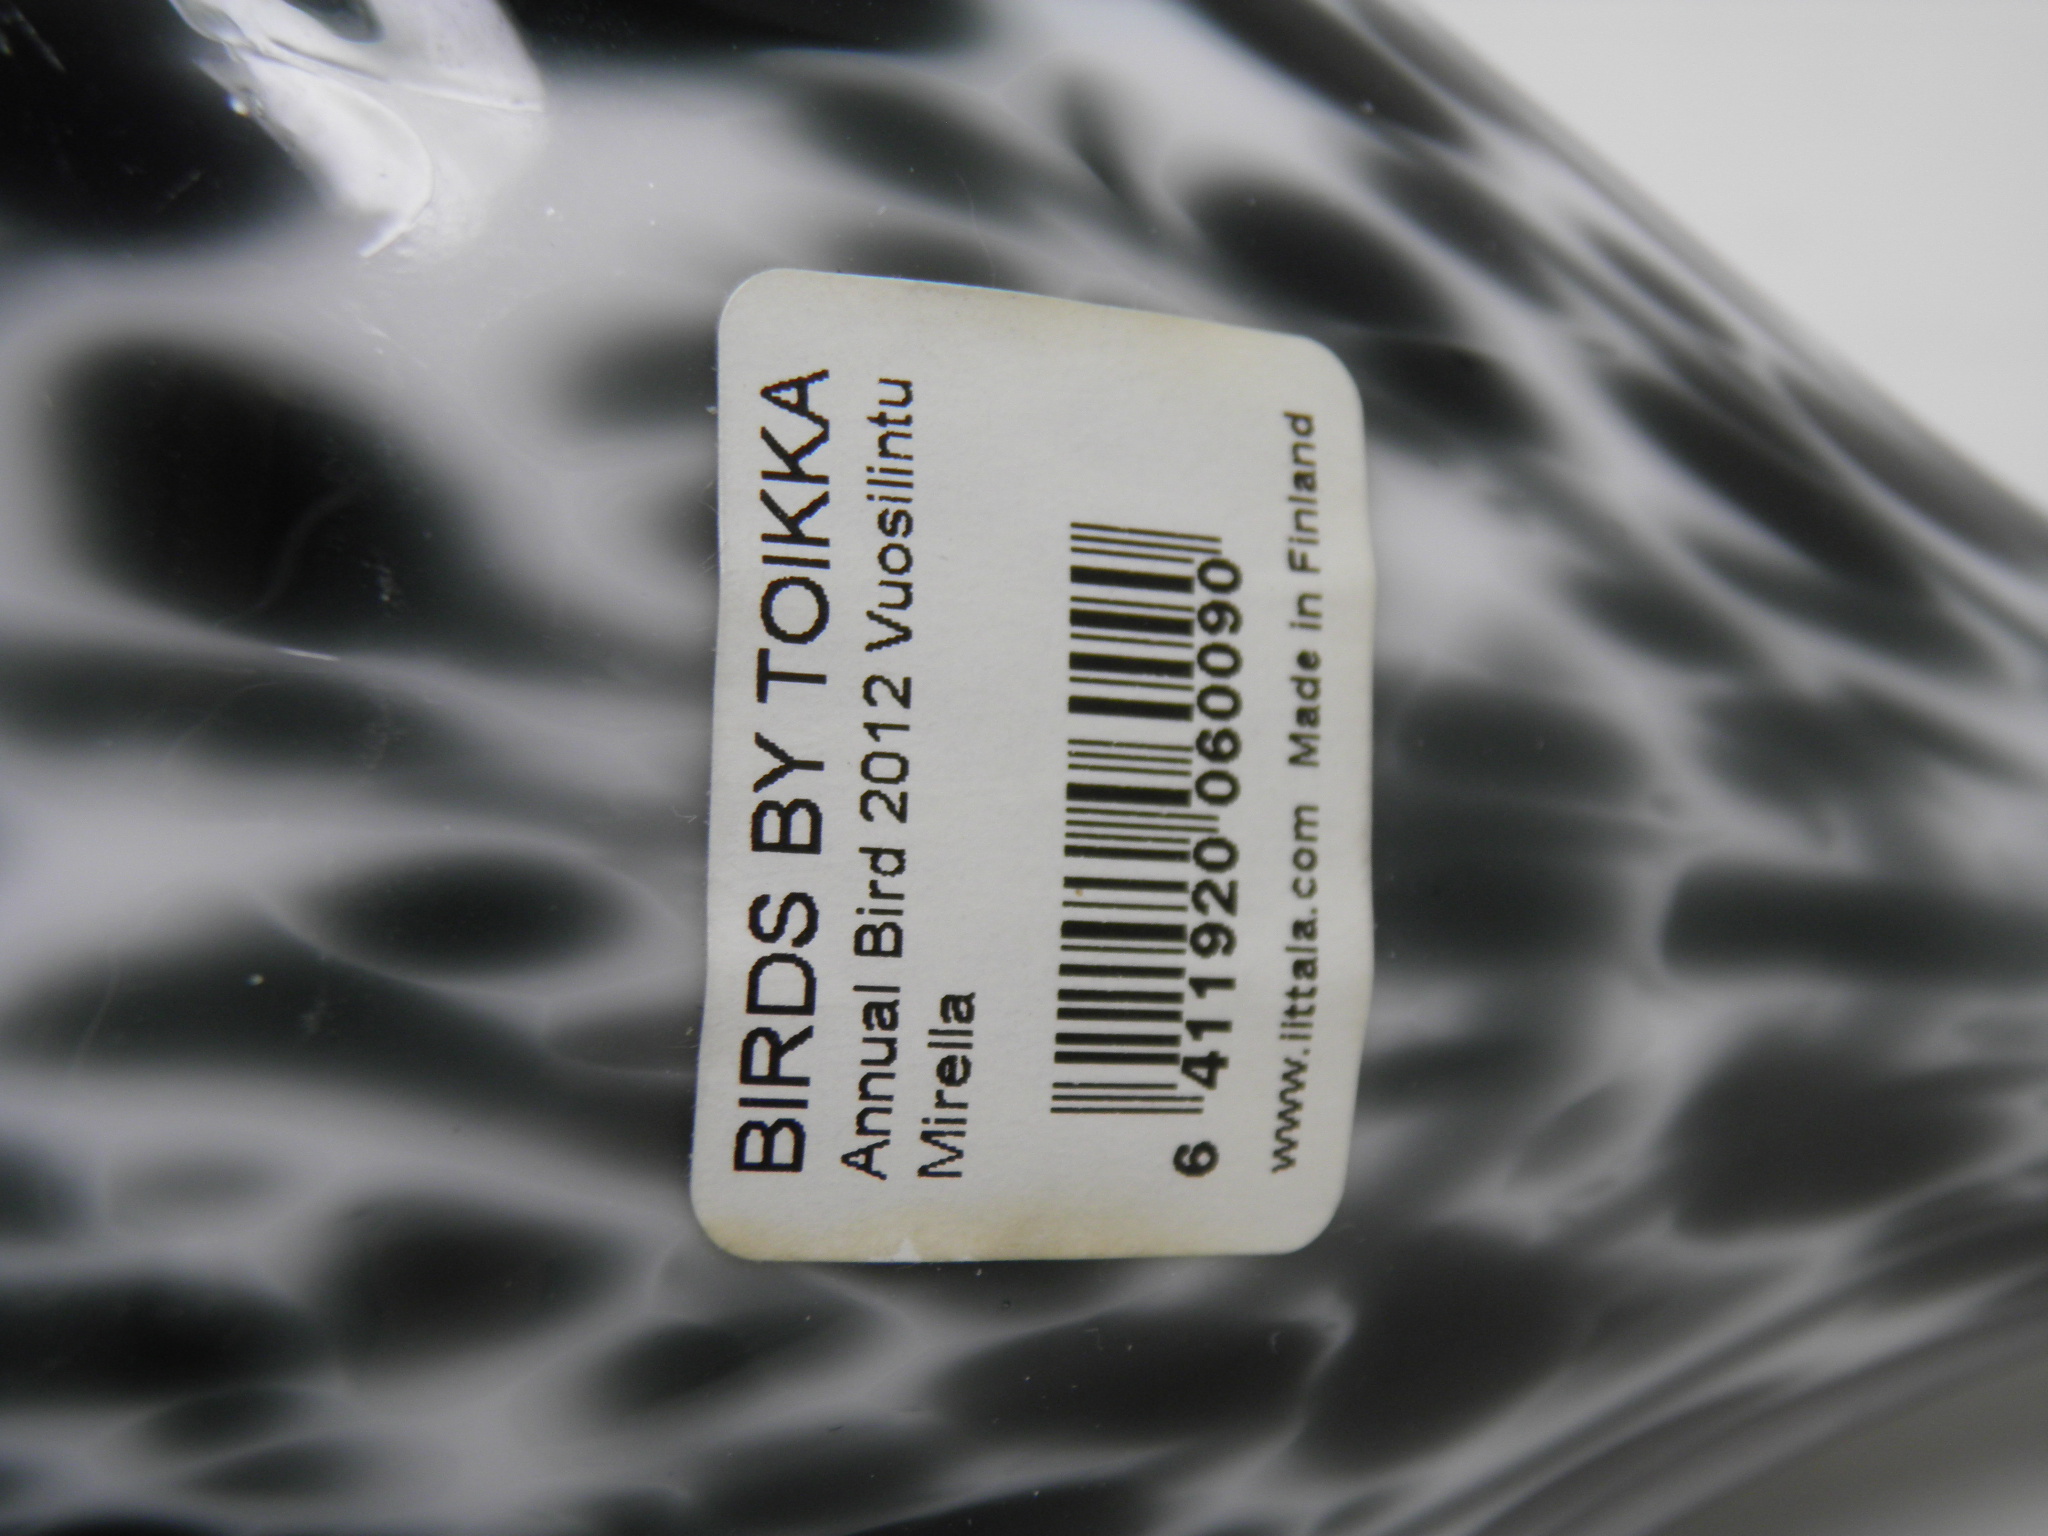 BIRDS BY TOIKKA
Annual Bird 2012 Vuosilintu
Mirella
6 411920 060090
www.iittala.com Made in Finland